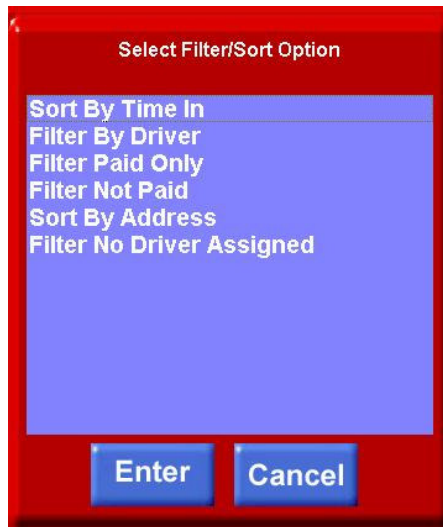 Select Filter/Sort Option
Sort By Time In
Filter By Driver
Filter Paid Only
Filter Not Paid
Sort By Address
Filter No Driver Assigned
Enter
Cancel